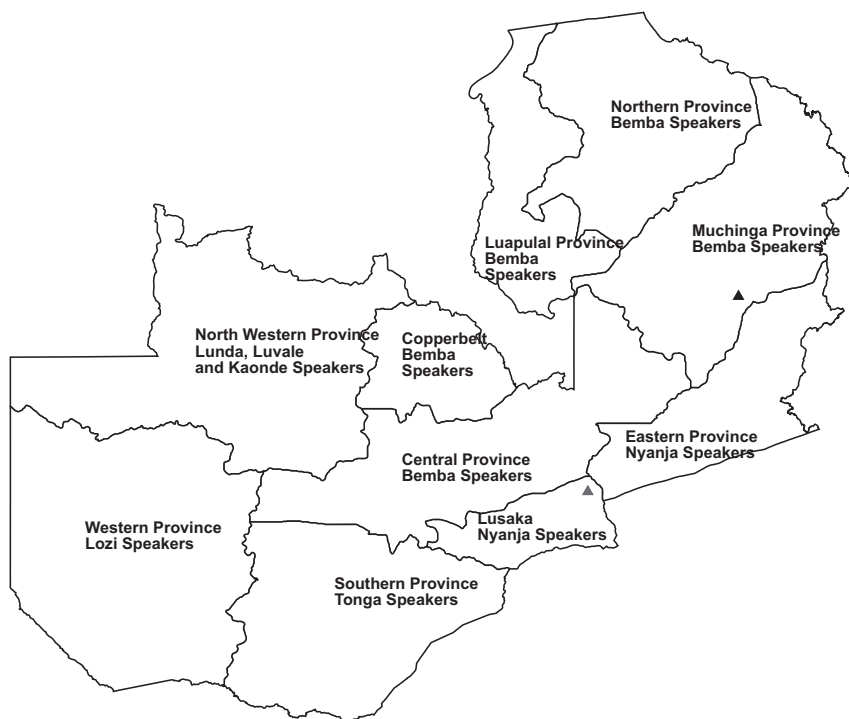 Northern Province
Bemba Speakers
Muchinga Province
Bemba Speakers
Luapulal Province
Bemba
Speakers
North Western Province
Lunda, Luvale
and Kaonde Speakers
Copperbelt
Bemba
Speakers
Eastern Province
Nyanja Speakers
Central Province
Bemba Speakers
Western Province
Lozi Speakers
Lusaka
Nyanja Speakers
Southern Province
Tonga Speakers